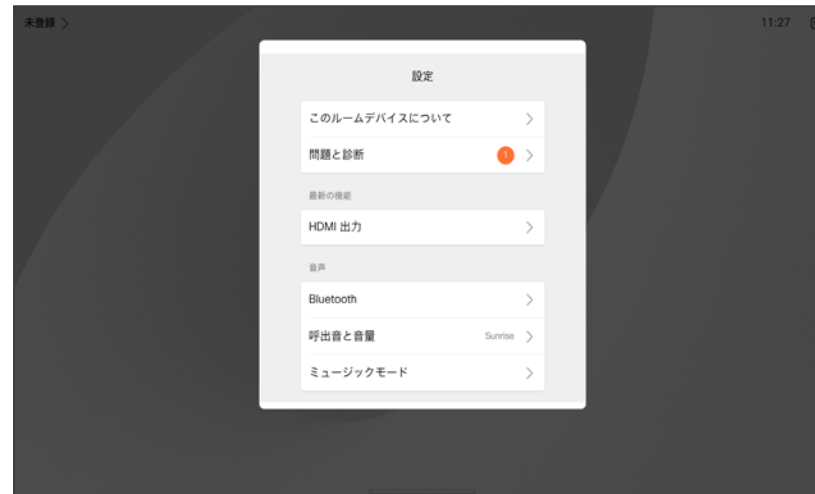 未登録
11:27
設定
このルームデバイスについて
問題と診断 1
最新の機能
HDMI 出力
音声
Bluetooth
呼出音と音量 Sunrise
ミュージックモード